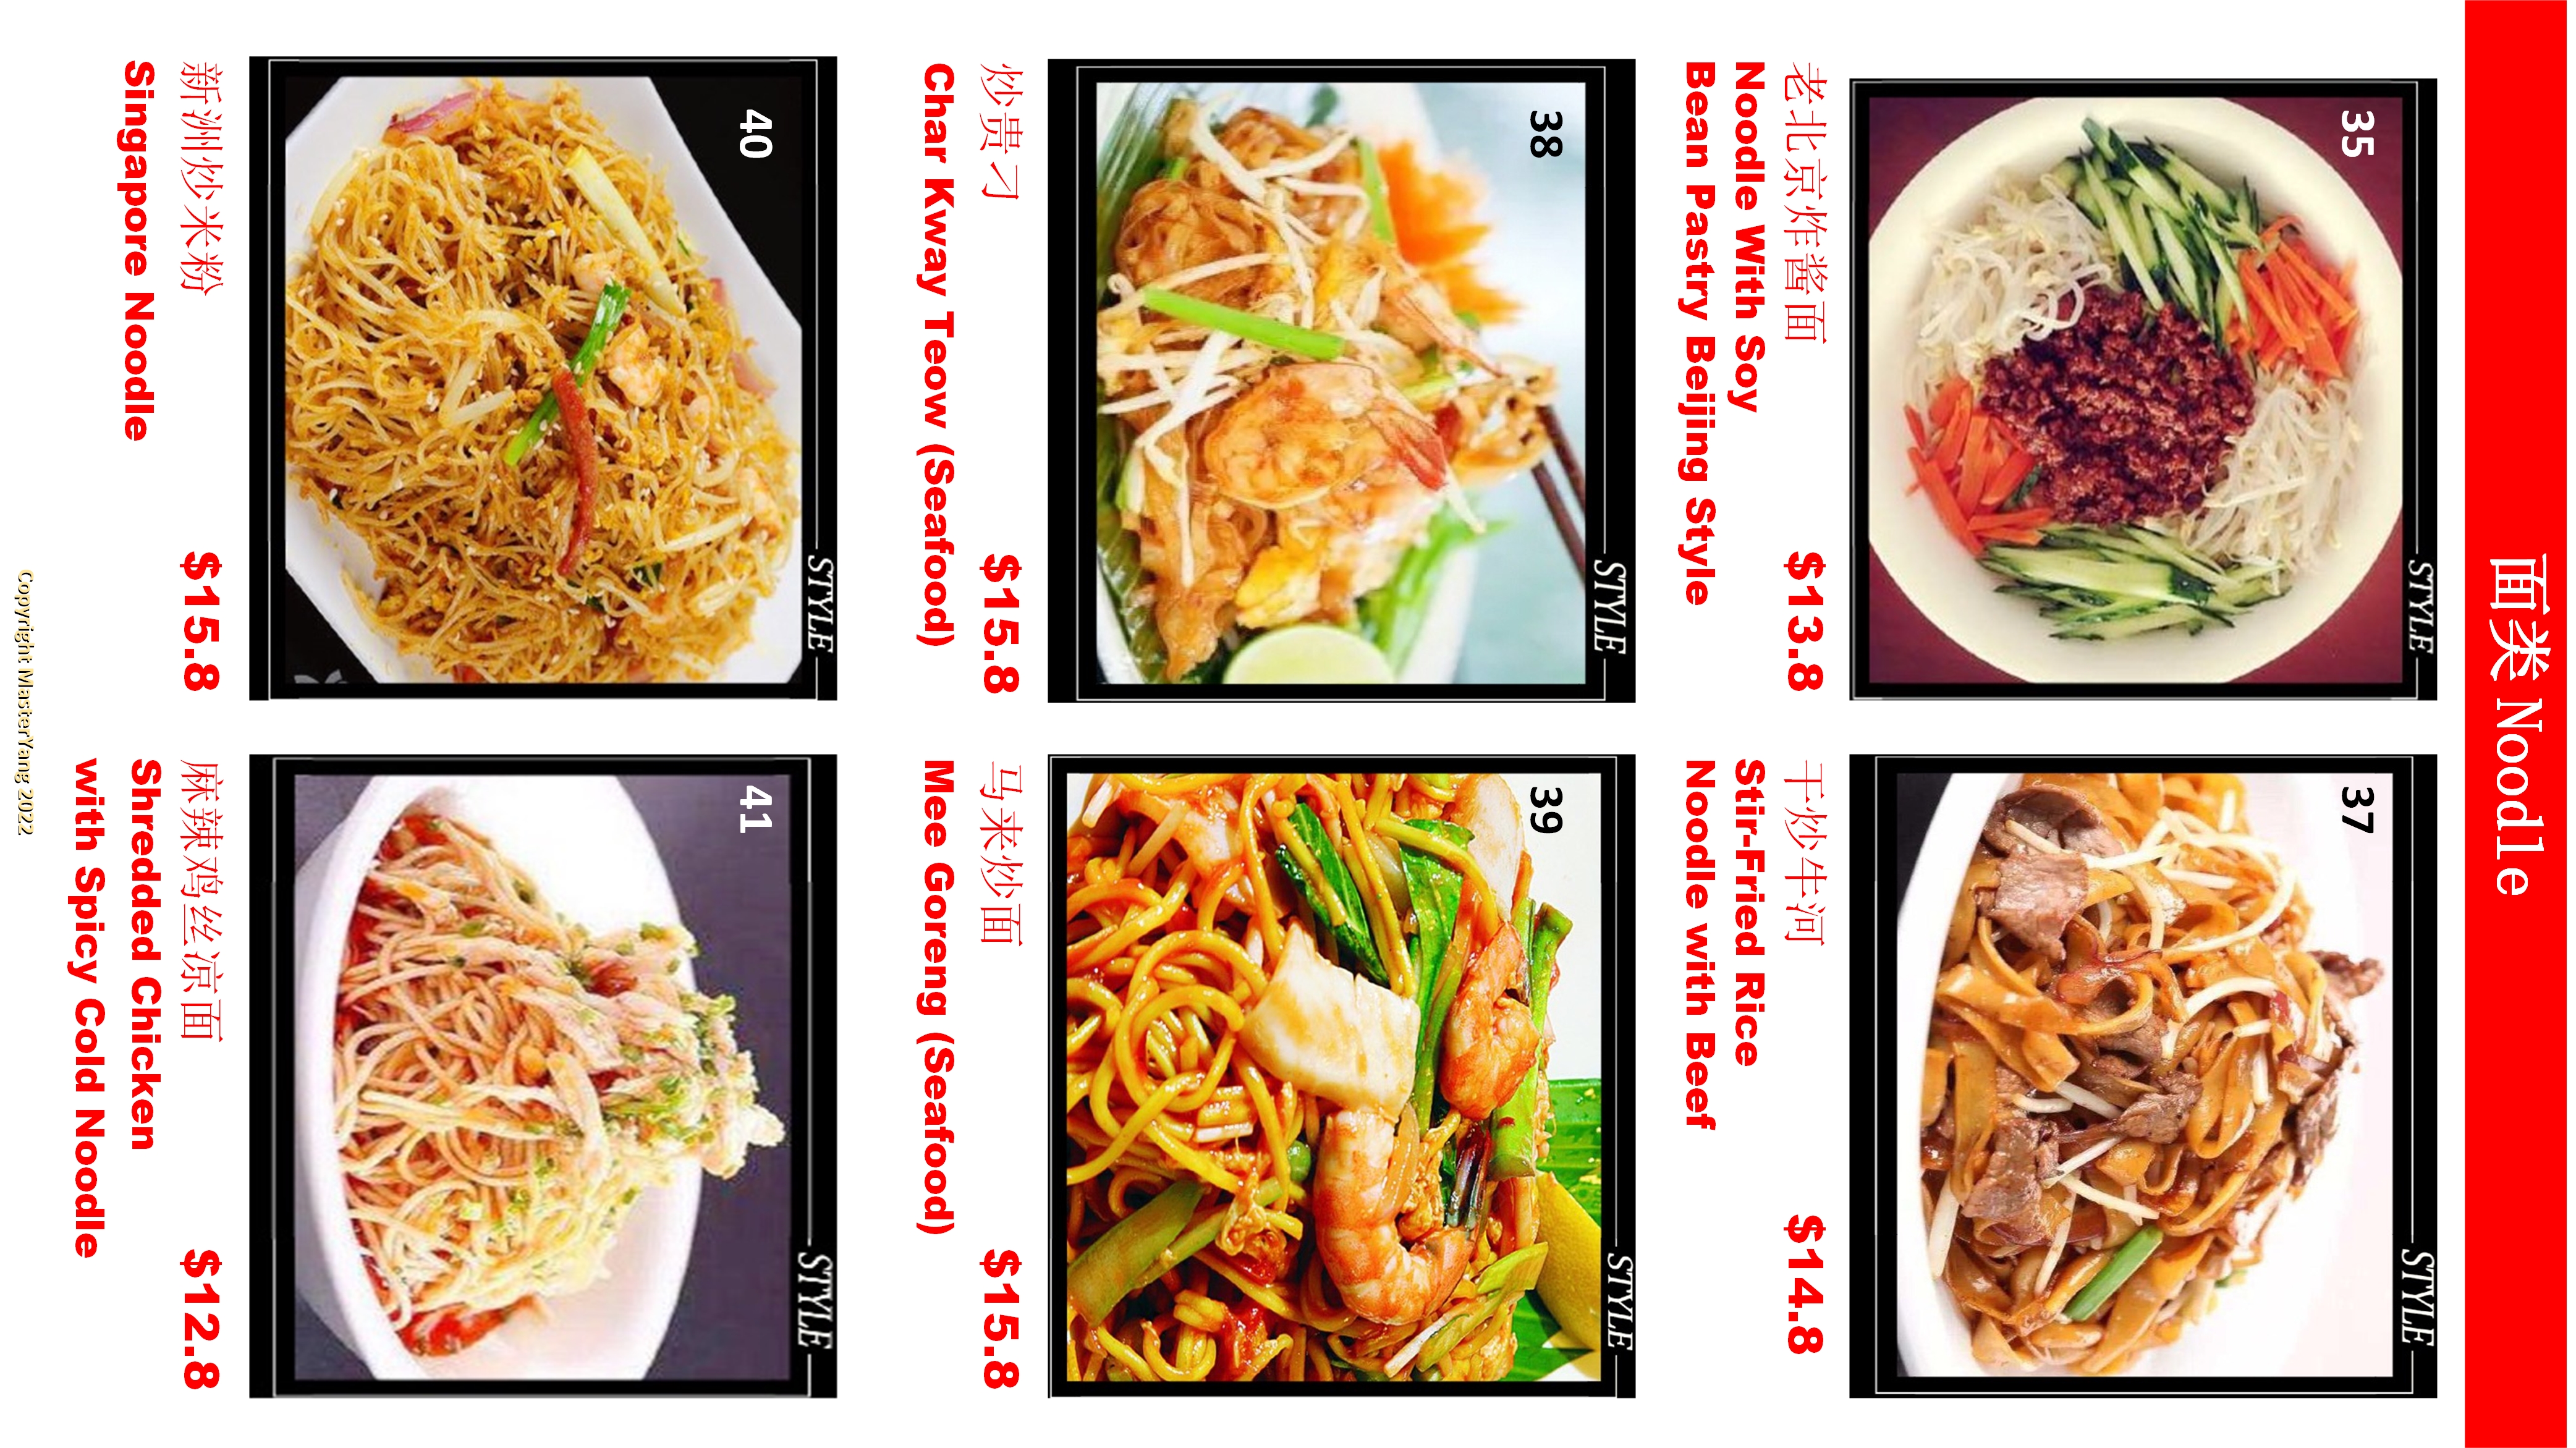 面类 Noodle
35
STYLE
老北京炸酱面
$13.8
Noodle With Soy
Bean Pastry Beijing Style
37
STYLE
干炒牛河
$14.8
Stir-Fried Rice
Noodle with Beef
38
STYLE
炒贵刁
$15.8
Char Kway Teow (Seafood)
39
STYLE
马来炒面
$15.8
Mee Goreng (Seafood)
40
STYLE
新洲炒米粉
$15.8
Singapore Noodle
41
STYLE
麻辣鸡丝凉面
$12.8
Shredded Chicken
with Spicy Cold Noodle
Copyright MasterYang 2022